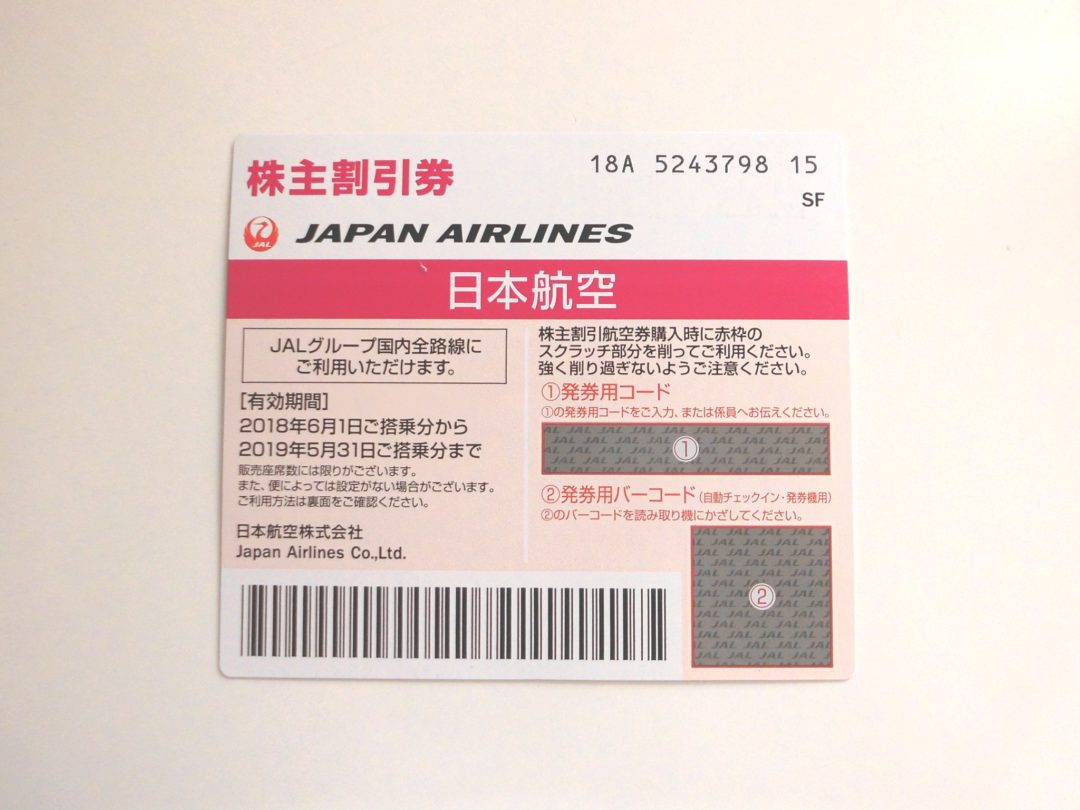 株主割引券
18A 5243798 15
SF
JAL
JAPAN AIRLINES
日本航空
JALグループ国内全路線に
ご利用いただけます。
[有効期間]
2018年6月1日ご搭乗分から
2019年5月31日ご搭乗分まで
販売座席数には限りがございます。
また、便によっては設定がない場合がございます。
ご利用方法は裏面をご確認ください。
日本航空株式会社
Japan Airlines Co.,Ltd.
株主割引航空券購入時に赤枠の
スクラッチ部分を削ってご利用ください。
強く削り過ぎないようご注意ください。
①発券用コード
①の発券用コードをご入力、または係員へお伝えください。
①
②発券用バーコード(自動チェックイン・発券機用)
②のバーコードを読み取り機にかざしてください。
②